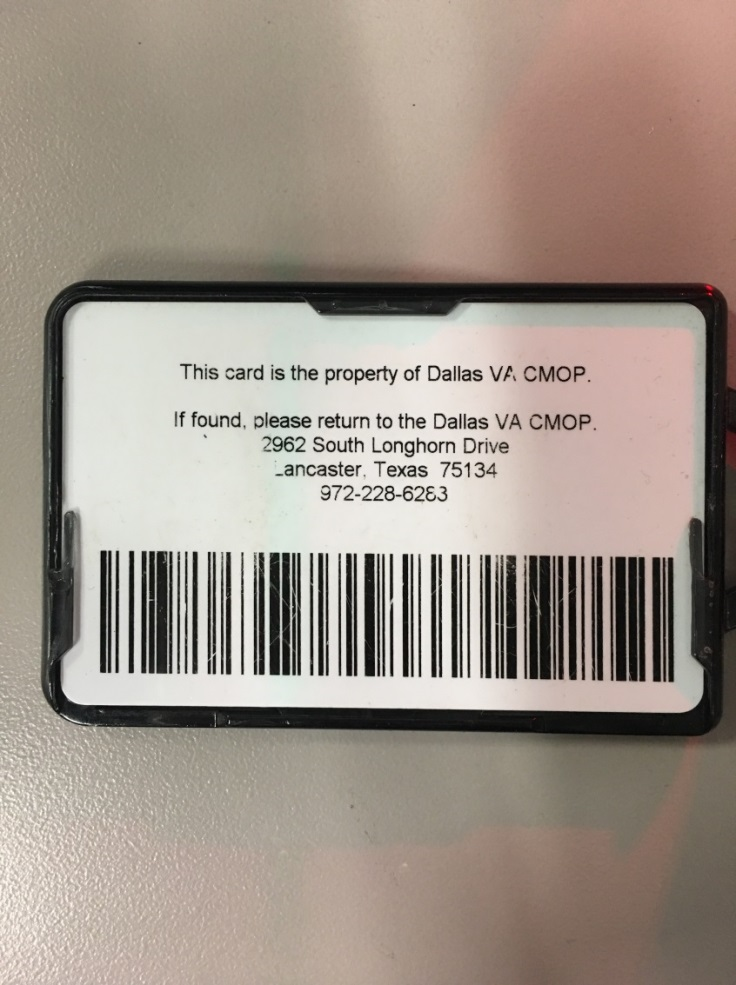 This card is the property of Dallas VA CMOP.
If found, please return to the Dallas VA CMOP.
2962 South Longhorn Drive
Lancaster, Texas 75134
972-228-6283